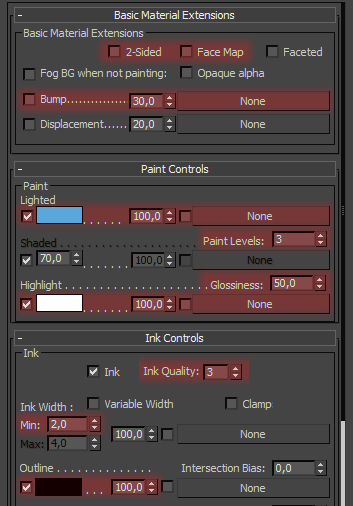 - Basic Material Extensions
Basic Material Extensions
2-Sided Face Map Faceted
Fog BG when not painting: Opaque alpha
Bump.............. 30,0 None
Displacement...... 20,0 None
- Paint Controls
Paint
Lighted
...... 100,0 None
Shaded . . . . . . . . . . . . . . . . . Paint Levels: 3
70,0 ...... 100,0 None
Highlight . . . . . . . . . . . . . . . . . Glossiness: 50,0
...... 100,0 None
- Ink Controls
Ink
Ink Ink Quality: 3
Ink Width : Variable Width Clamp
Min: 2,0
Max: 4,0 100,0 None
Outline . . . . . . . . . . . . . . Intersection Bias: 0,0
... 100,0 None